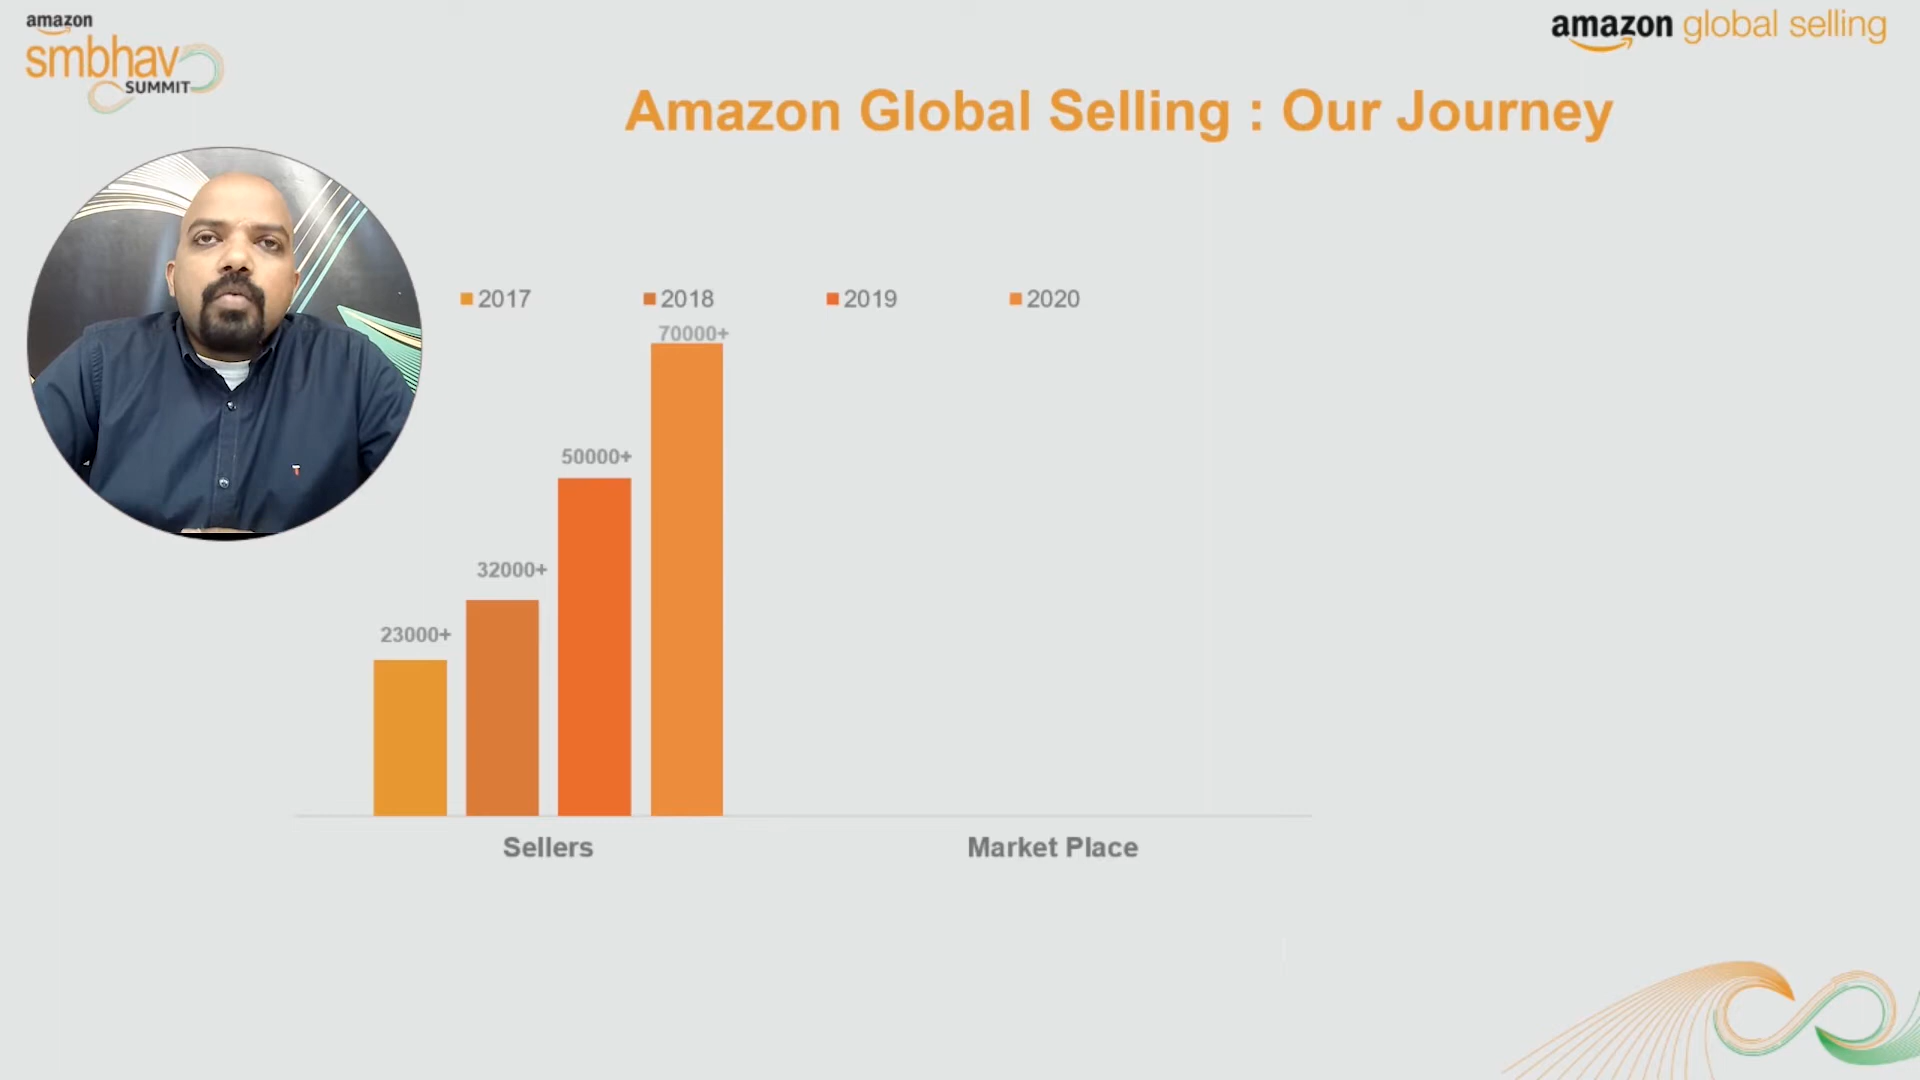 amazon
smbhav
SUMMIT
amazon global selling
Amazon Global Selling : Our Journey
2017
2018
2019
2020
70000+
50000+
32000+
23000+
Sellers
Market Place